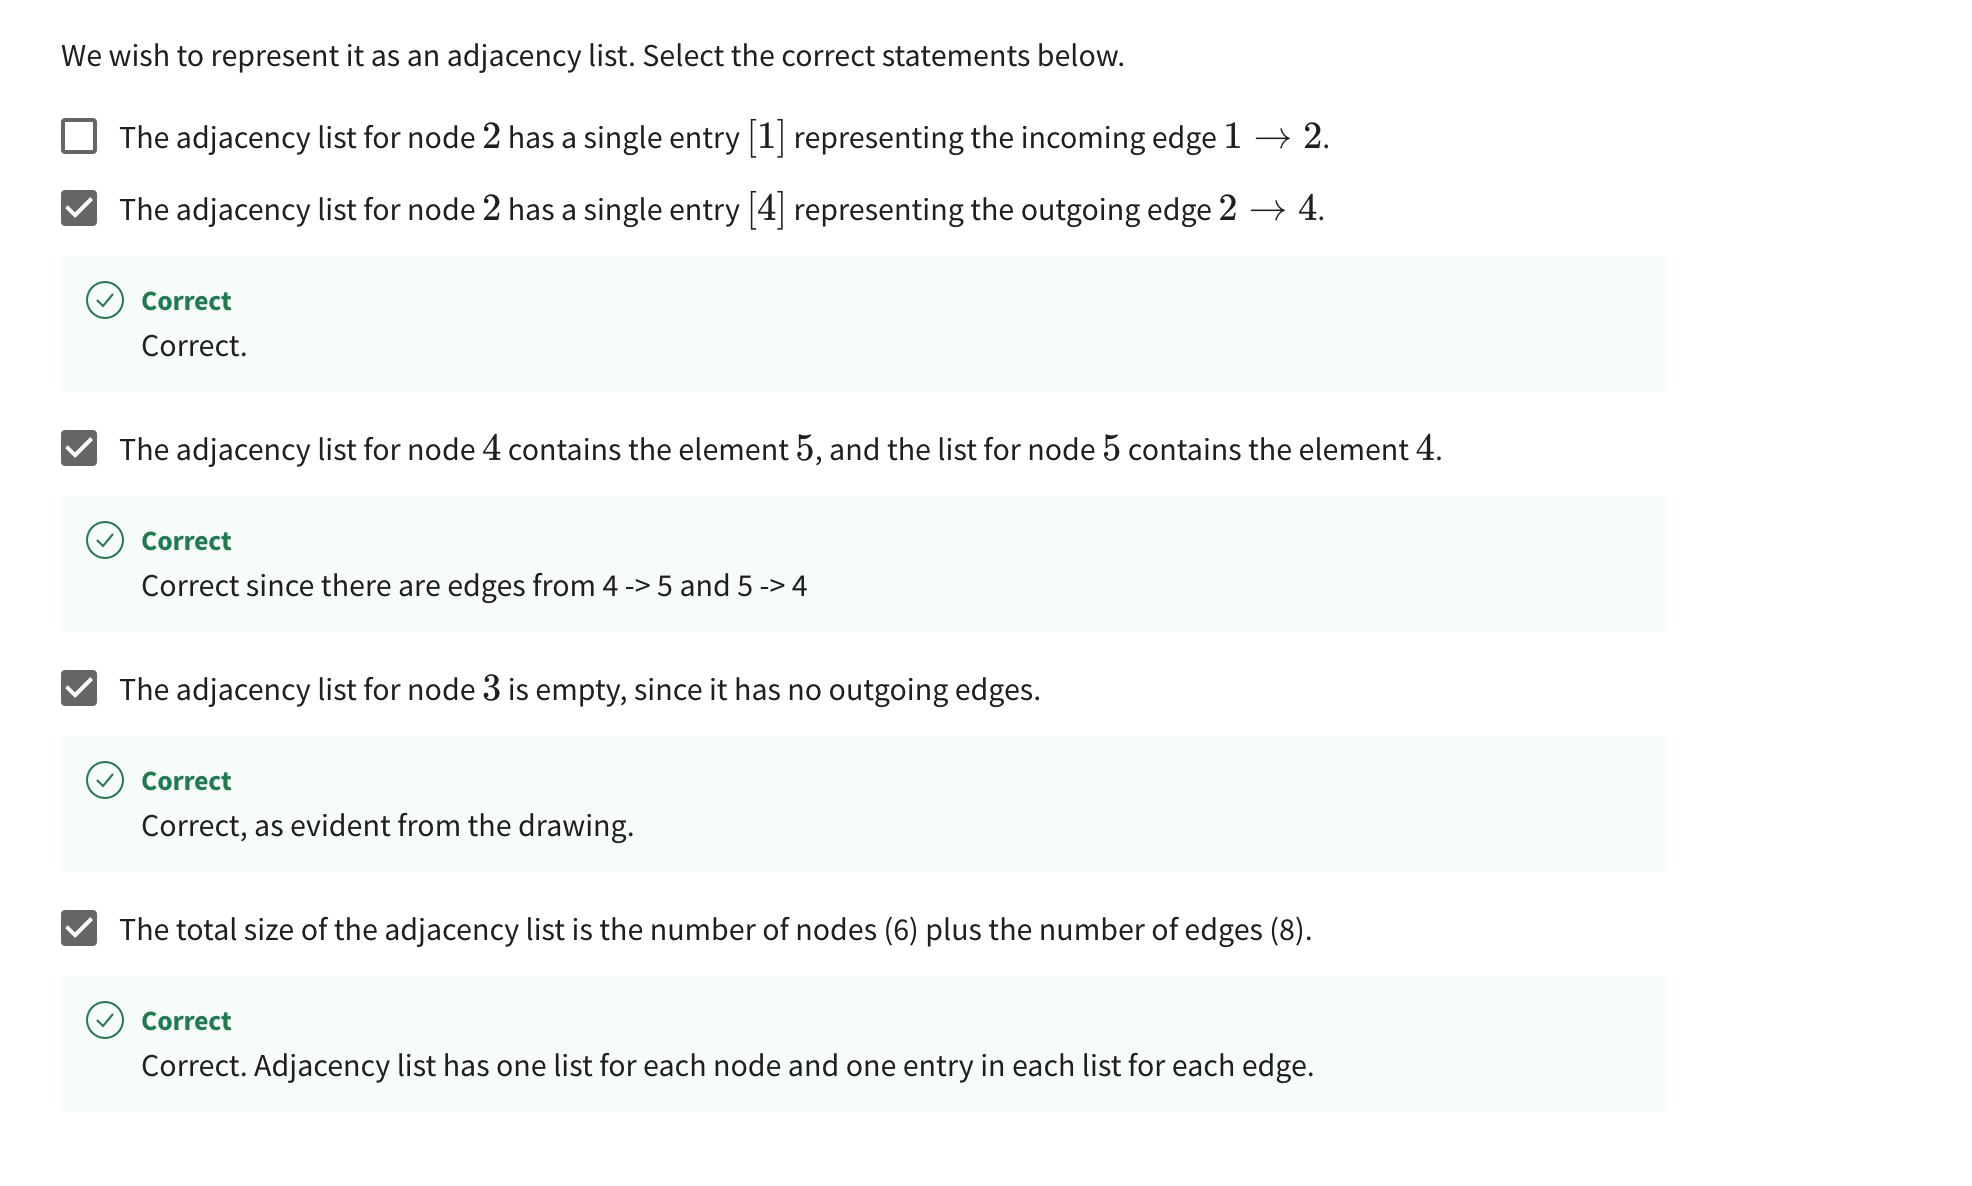 We wish to represent it as an adjacency list. Select the correct statements below.
The adjacency list for node 2 has a single entry [1] representing the incoming edge 1 → 2.
The adjacency list for node 2 has a single entry [4] representing the outgoing edge 2 → 4.
Correct
Correct.
The adjacency list for node 4 contains the element 5, and the list for node 5 contains the element 4.
Correct
Correct since there are edges from 4 -> 5 and 5 -> 4
The adjacency list for node 3 is empty, since it has no outgoing edges.
Correct
Correct, as evident from the drawing.
The total size of the adjacency list is the number of nodes (6) plus the number of edges (8).
Correct
Correct. Adjacency list has one list for each node and one entry in each list for each edge.